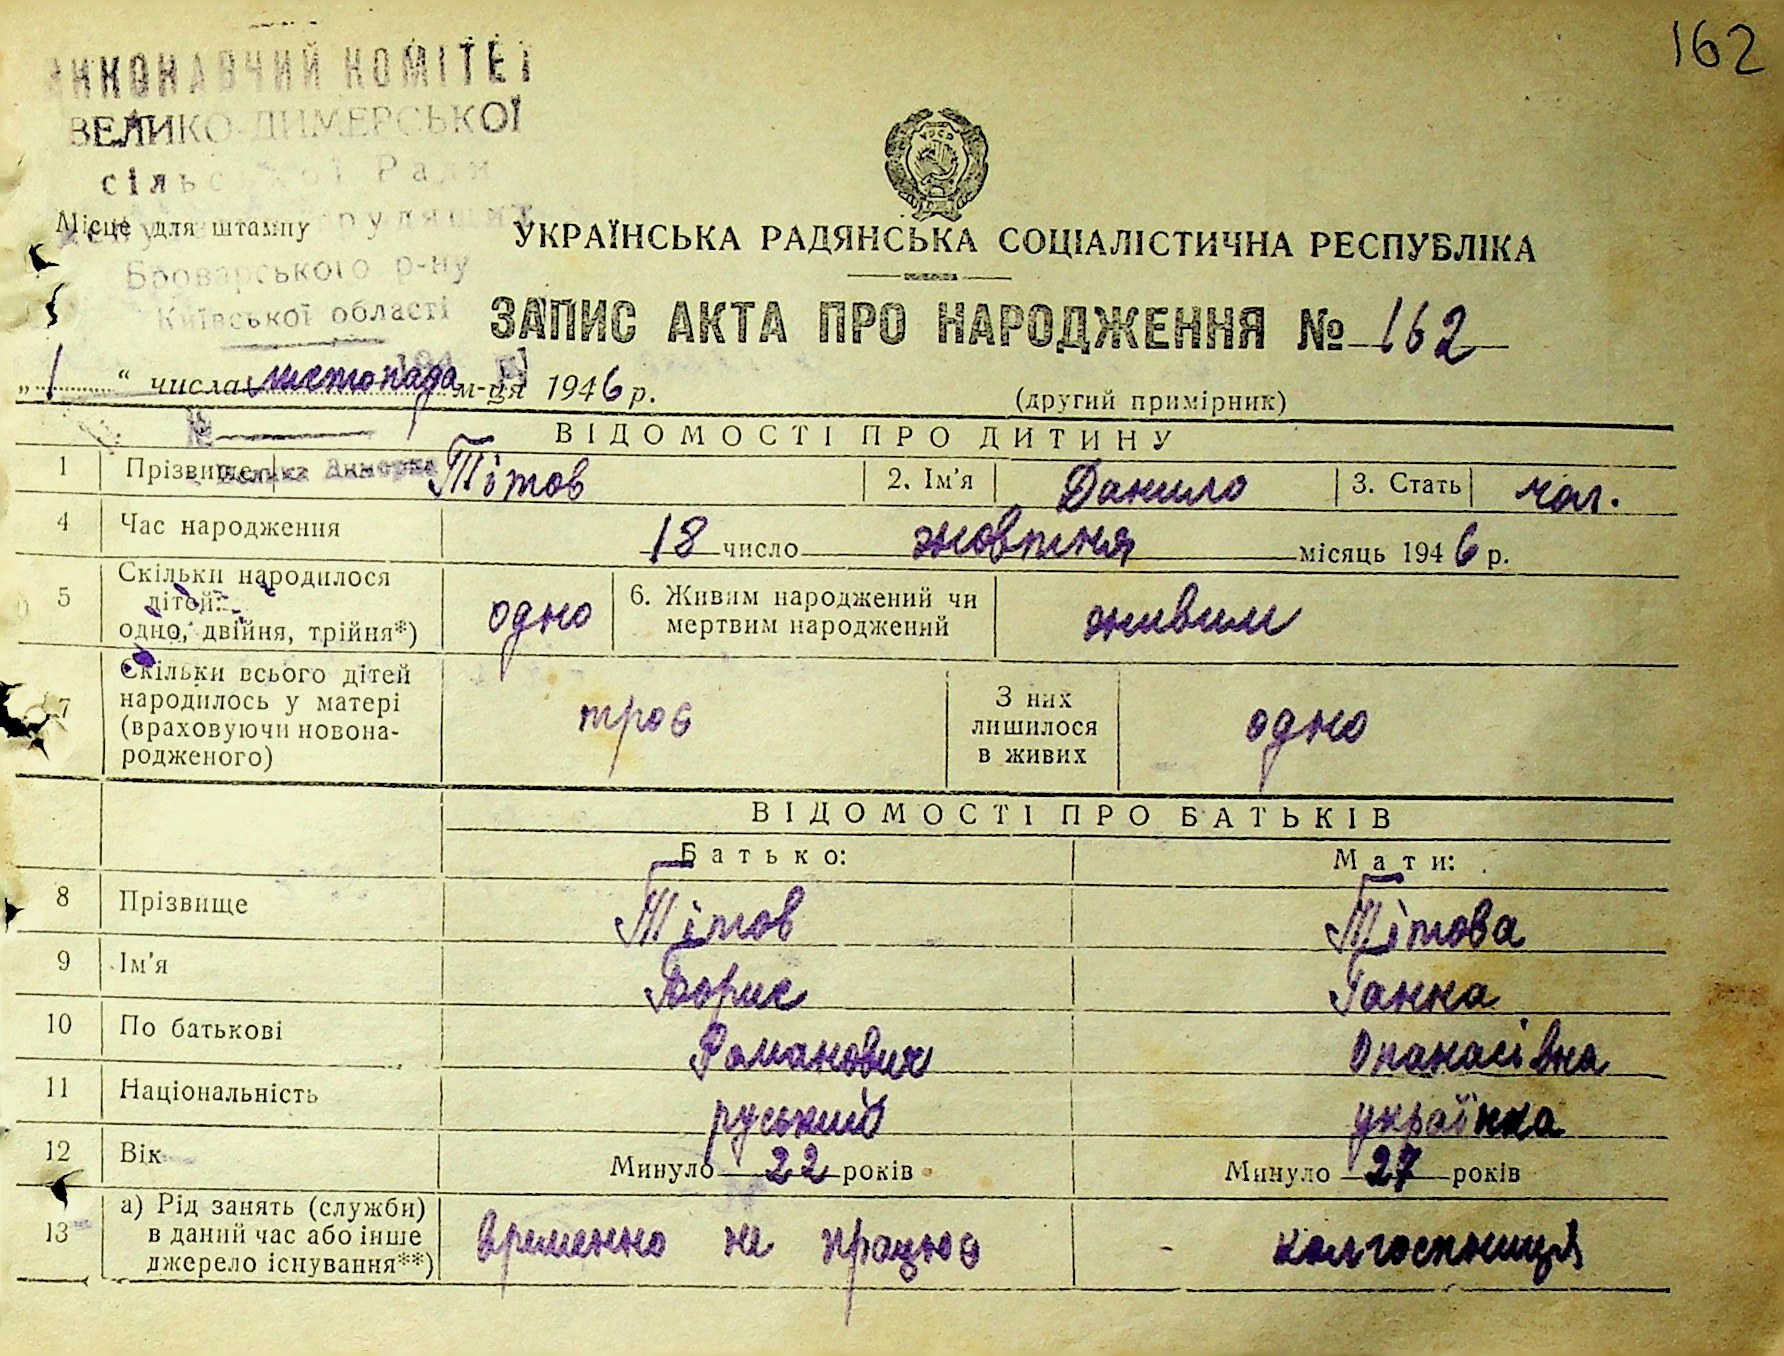 162
ВИКОНАВЧИЙ КОМІТЕТ
ВЕЛИКО-ДИМЕРСЬКОЇ
сільської Ради
Місце для штампу
Броварського р-ну
Київської області
УКРАЇНСЬКА РАДЯНСЬКА СОЦІАЛІСТИЧНА РЕСПУБЛІКА
ЗАПИС АКТА ПРО НАРОДЖЕННЯ № 162
„1“ числа листопада м-ця 1946 р.
(другий примірник)
№
Велика Димерка
ВІДОМОСТІ ПРО ДИТИНУ
1 Прізвище Тітов 2. Ім'я Данило 3. Стать чол.
4 Час народження 18 число жовтня місяць 1946 р.
5 Скільки народилося
дітей:
одно, двійня, трійня*) одно 6. Живим народжений чи
мертвим народжений живим
7 Скільки всього дітей
народилось у матері
(враховуючи новона-
родженого) троє З них
лишилося
в живих одно
ВІДОМОСТІ ПРО БАТЬКІВ
Батько: Мати:
8 Прізвище Тітов Тітова
9 Ім'я Борис Ганна
10 По батькові Романович Опанасівна
11 Національність руський українка
12 Вік Минуло 22 років Минуло 27 років
13 а) Рід занять (служби)
в даний час або інше
джерело існування**) временно не працює колгоспниця